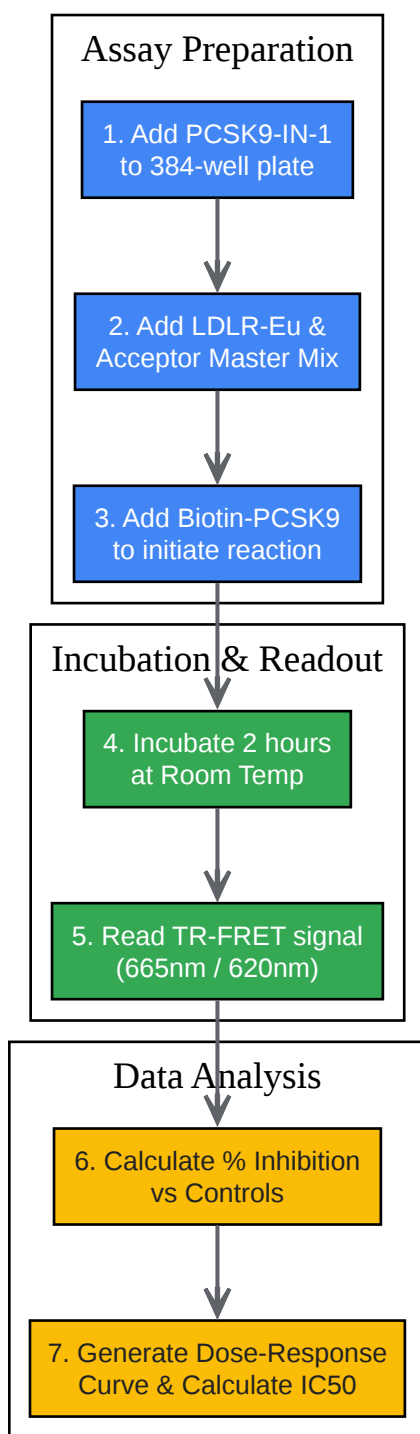 Assay Preparation
1. Add PCSK9-IN-1
to 384-well plate
2. Add LDLR-Eu &
Acceptor Master Mix
3. Add Biotin-PCSK9
to initiate reaction
Incubation & Readout
4. Incubate 2 hours
at Room Temp
5. Read TR-FRET signal
(665nm / 620nm)
Data Analysis
6. Calculate % Inhibition
vs Controls
7. Generate Dose-Response
Curve & Calculate IC50